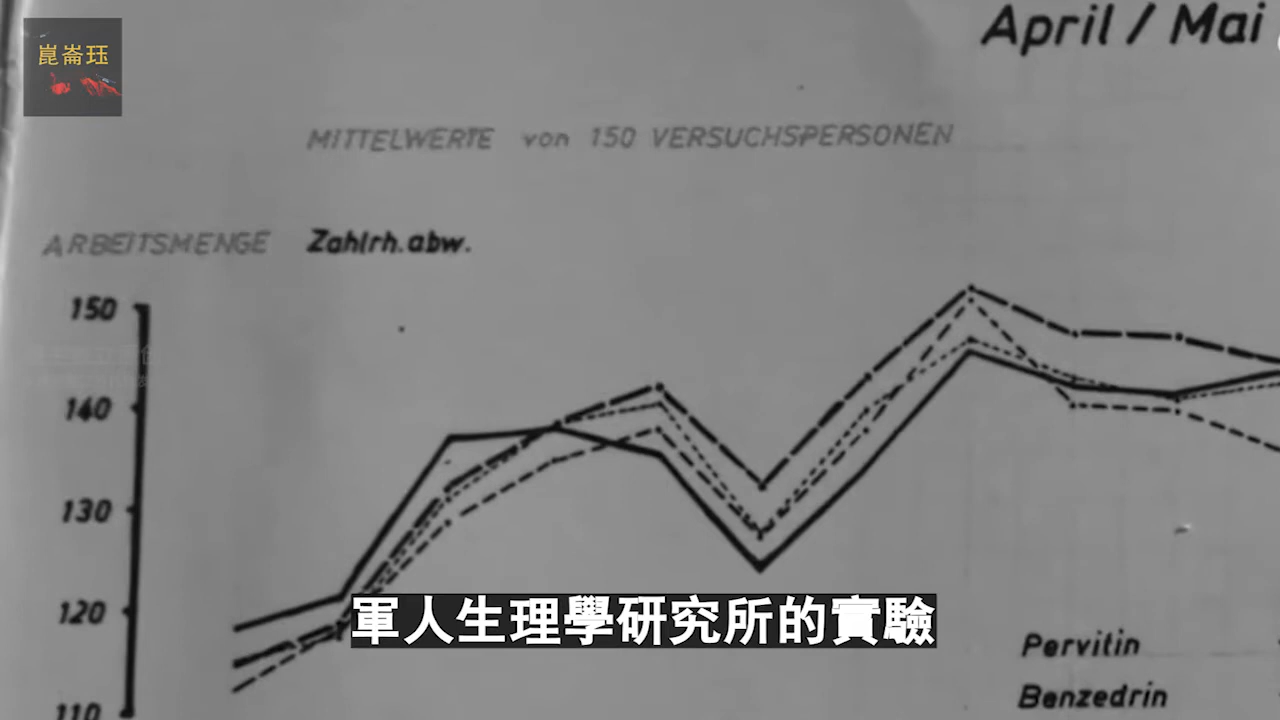 崑崙珏
April / Mai
MITTELWERTE von 150 VERSUCHSPERSONEN
ARBEITSMENGE Zahlrh. abw.
150
140
130
120
110
軍人生理學研究所的實驗
Pervitin
Benzedrin